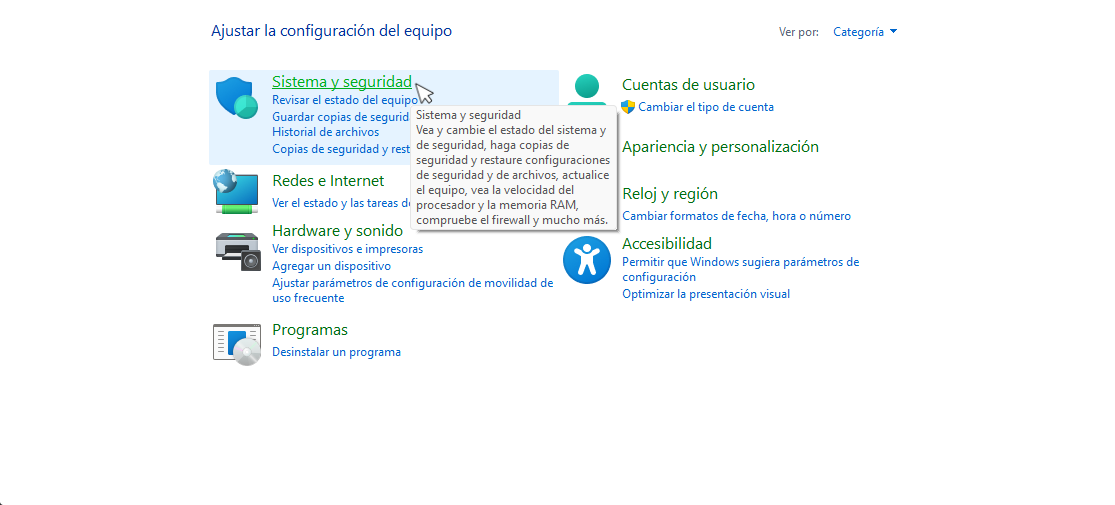 Ajustar la configuración del equipo
Ver por: Categoría
Sistema y seguridad
Revisar el estado del equipo
Guardar copias de
Historial de archivos
Copias de seguridad y
Redes e Internet
Ver el estado y las tareas
Hardware y sonido
Ver dispositivos e impresoras
Agregar un dispositivo
Ajustar parámetros de configuración de movilidad de
uso frecuente
Programas
Desinstalar un programa
Sistema y seguridad
Vea y cambie el estado del sistema y
de seguridad, haga copias de
seguridad y restaure configuraciones
de seguridad y de archivos, actualice
el equipo, vea la velocidad del
procesador y la memoria RAM,
compruebe el firewall y mucho más.
Cuentas de usuario
Cambiar el tipo de cuenta
Apariencia y personalización
Reloj y región
Cambiar formatos de fecha, hora o número
Accesibilidad
Permitir que Windows sugiera parámetros de
configuración
Optimizar la presentación visual